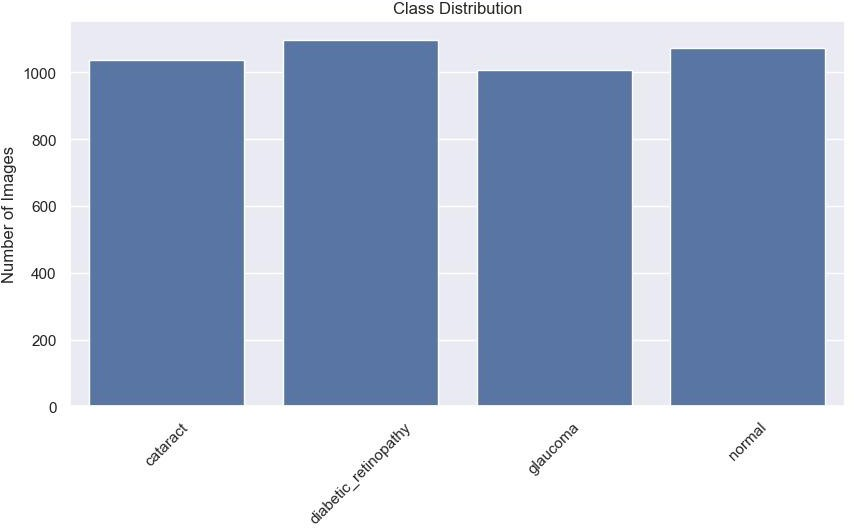 Class Distribution
Number of Images
1000
800
600
400
200
0
cataract
diabetic_retinopathy
glaucoma
normal